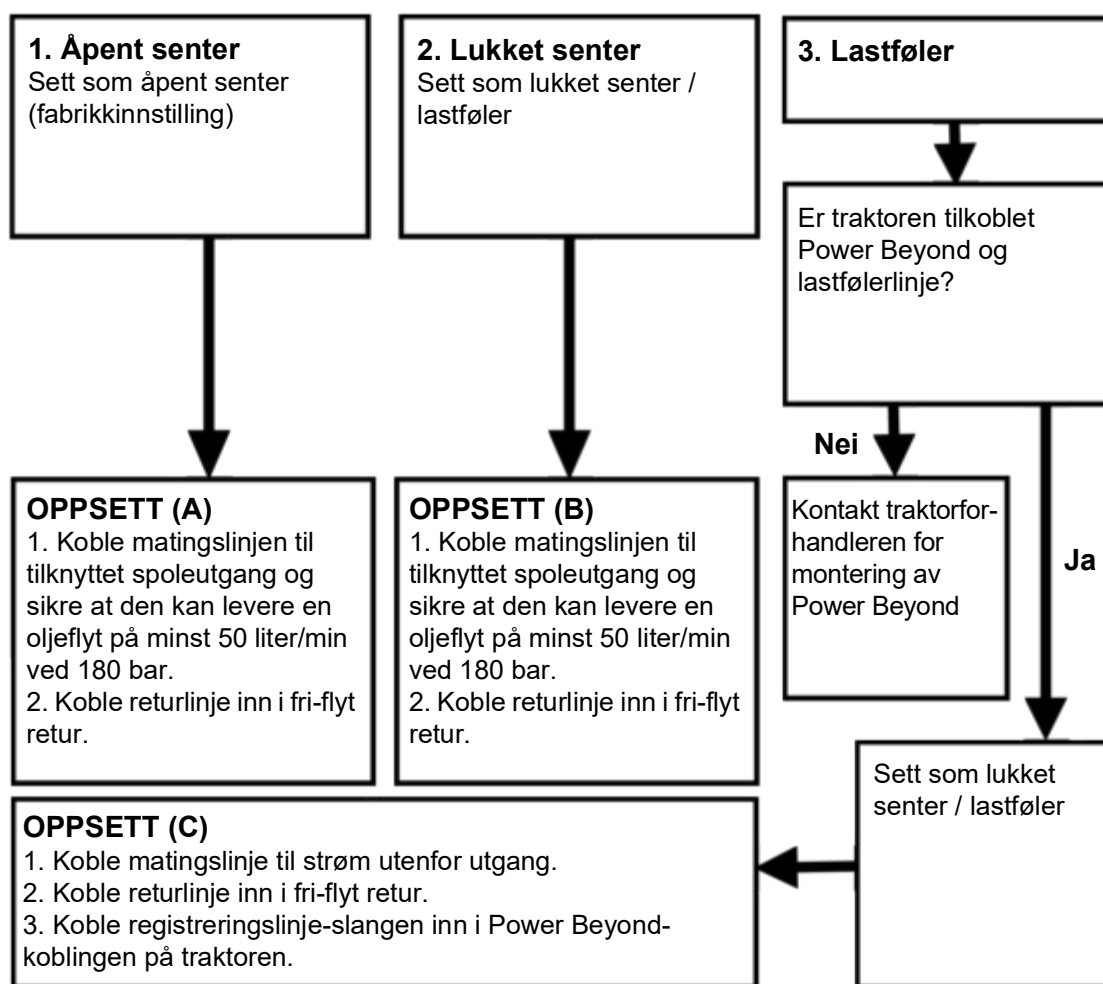 1. Åpent senter
Sett som åpent senter
(fabrikkinnstilling)
2. Lukket senter
Sett som lukket senter /
lastføler
3. Lastføler
Er traktoren tilkoblet
Power Beyond og
lastfølerlinje?
Nei
Ja
OPPSETT (A)
1. Koble matingslinjen til
tilknyttet spoleutgang og
sikre at den kan levere en
oljeflyt på minst 50 liter/min
ved 180 bar.
2. Koble returlinje inn i fri-flyt
retur.
OPPSETT (B)
1. Koble matingslinjen til
tilknyttet spoleutgang og
sikre at den kan levere en
oljeflyt på minst 50 liter/min
ved 180 bar.
2. Koble returlinje inn i fri-flyt
retur.
Kontakt traktorfor-
handleren for
montering av
Power Beyond
Sett som lukket
senter / lastføler
OPPSETT (C)
1. Koble matingslinje til strøm utenfor utgang.
2. Koble returlinje inn i fri-flyt retur.
3. Koble registreringslinje-slangen inn i Power Beyond-
koblingen på traktoren.